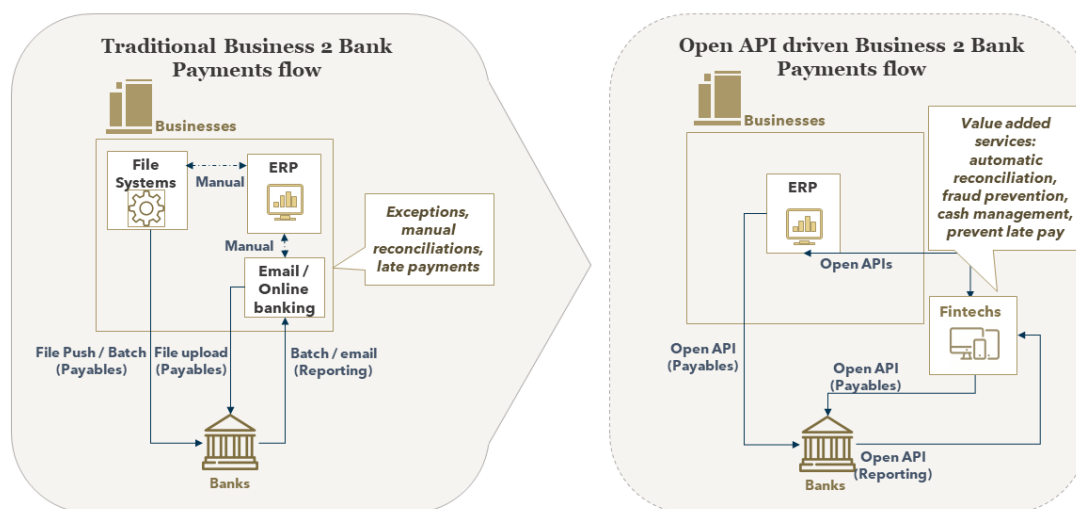 Traditional Business 2 Bank
Payments flow
Businesses
File
Systems
Manual
ERP
Manual
Email /
Online
banking
Exceptions,
manual
reconciliations,
late payments
File Push / Batch
(Payables)
File upload
(Payables)
Batch / email
(Reporting)
Banks
Open API driven Business 2 Bank
Payments flow
Businesses
Value added
services:
automatic
reconciliation,
fraud prevention,
cash management,
prevent late pay
ERP
Open APIs
Fintechs
Open API
(Payables)
Open API
(Payables)
Open API
(Reporting)
Banks